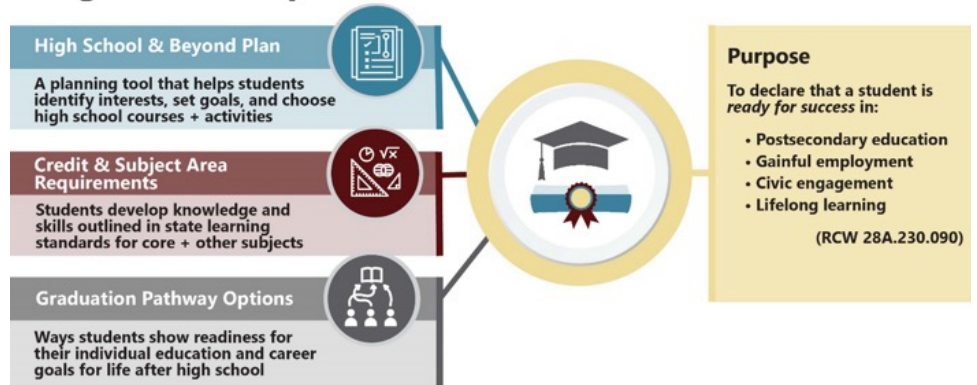 High School & Beyond Plan
A planning tool that helps students
identify interests, set goals, and choose
high school courses + activities
Credit & Subject Area
Requirements
Students develop knowledge and
skills outlined in state learning
standards for core + other subjects
Graduation Pathway Options
Ways students show readiness for
their individual education and career
goals for life after high school
√x
Purpose
To declare that a student is
ready for success in:
• Postsecondary education
• Gainful employment
• Civic engagement
• Lifelong learning
(RCW 28A.230.090)